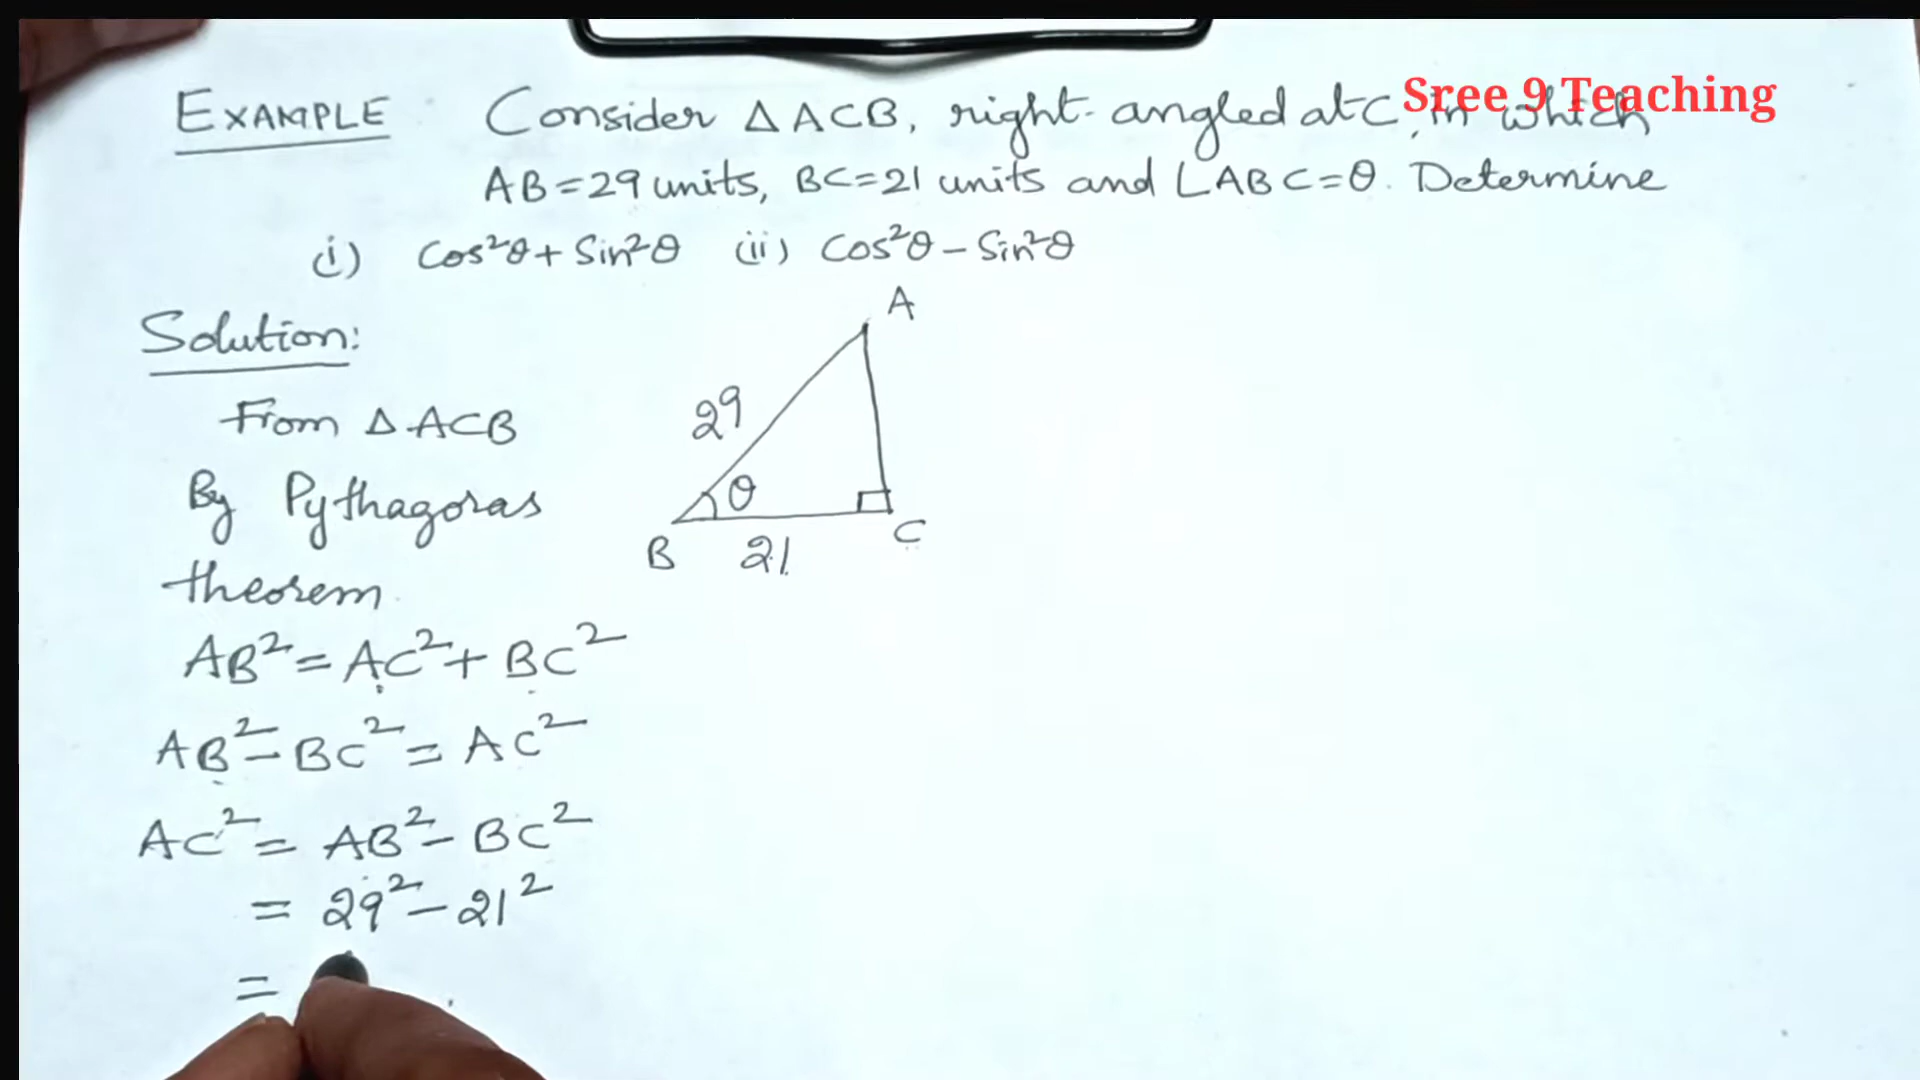 EXAMPLE Consider △ACB, right-angled at C, in which
Sree 9 Teaching
AB=29 units, BC=21 units and ∠ABC=θ. Determine
(i) Cos²θ+Sin²θ (ii) Cos²θ-Sin²θ
Solution:
From △ACB
By Pythagoras
theorem
AB²=AC²+BC²
AB²-BC²=AC²
AC²=AB²-BC²
=29²-21²
=
A
29
θ
B 21 C